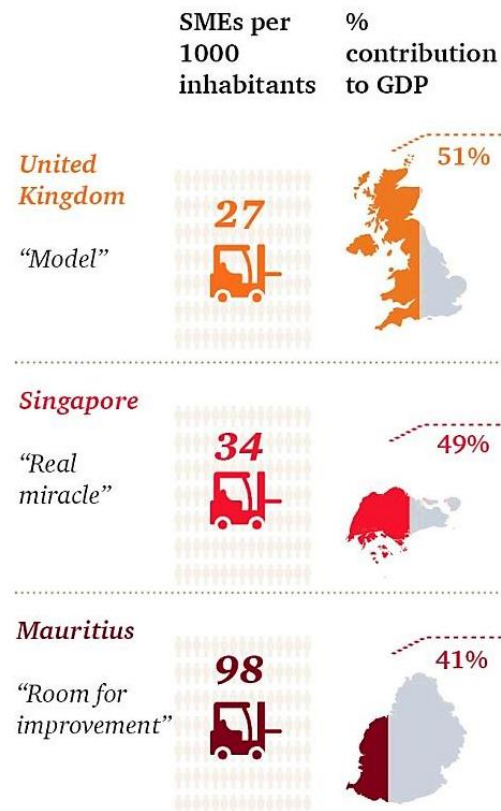 SMEs per
1000
inhabitants
%
contribution
to GDP
United
Kingdom
“Model”
27
51%
Singapore
“Real
miracle”
34
49%
Mauritius
“Room for
improvement”
98
41%